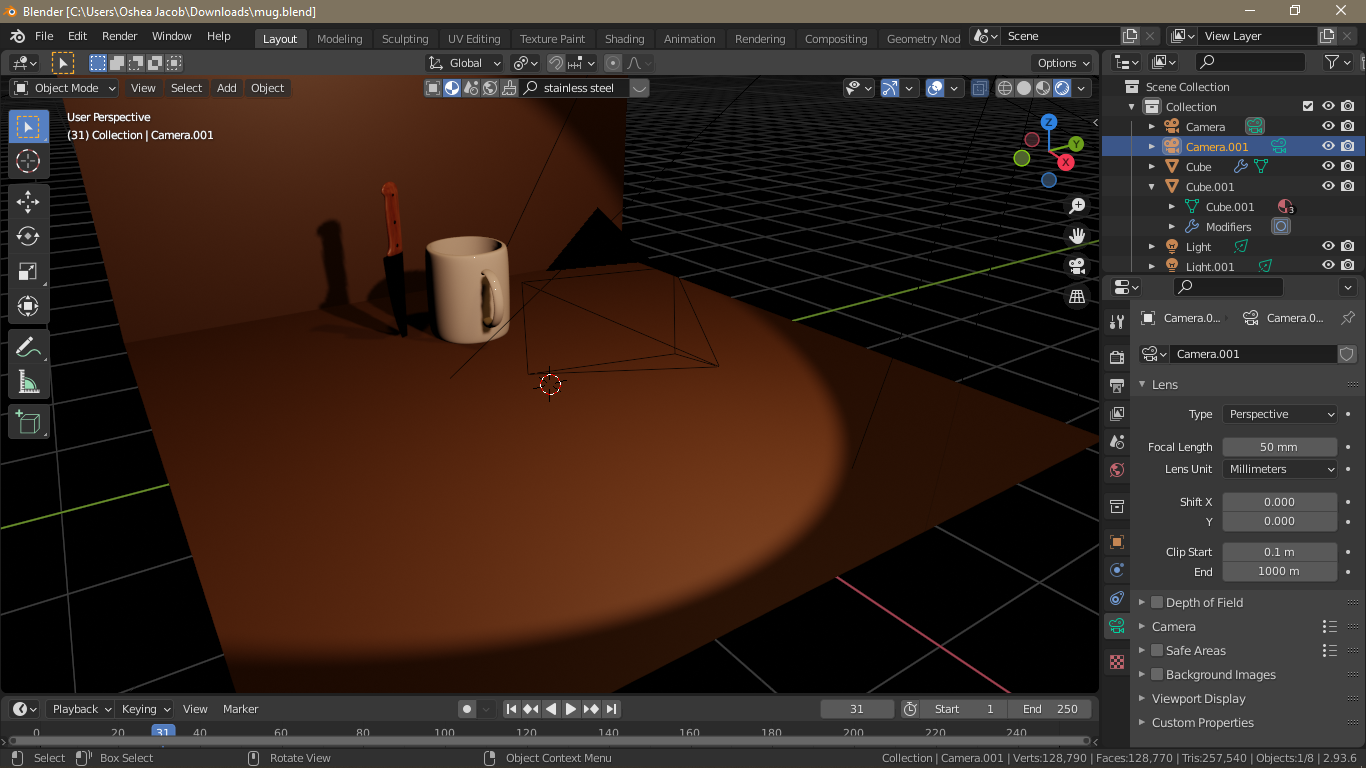 Blender [C:\Users\Oshea Jacob\Downloads\mug.blend]
File Edit Render Window Help
Layout Modeling Sculpting UV Editing Texture Paint Shading Animation Rendering Compositing Geometry Nod
Scene
View Layer
Global
Options
Object Mode View Select Add Object
stainless steel
User Perspective
(31) Collection | Camera.001
Z
Y
X
Scene Collection
Collection
Camera
Camera.001
Cube
Cube.001
Cube.001
3
Modifiers
Light
Light.001
Camera.0...
Camera.0...
Camera.001
Lens
Type Perspective
Focal Length 50 mm
Lens Unit Millimeters
Shift X 0.000
Y 0.000
Clip Start 0.1 m
End 1000 m
Depth of Field
Camera
Safe Areas
Background Images
Viewport Display
Custom Properties
Playback Keying View Marker
31
Start 1
End 250
0 20 31 40 60 80 100 120 140 160 180 200 220 240
Select Box Select Rotate View Object Context Menu
Collection | Camera.001 | Verts:128,790 | Faces:128,770 | Tris:257,540 | Objects:1/8 | 2.93.6